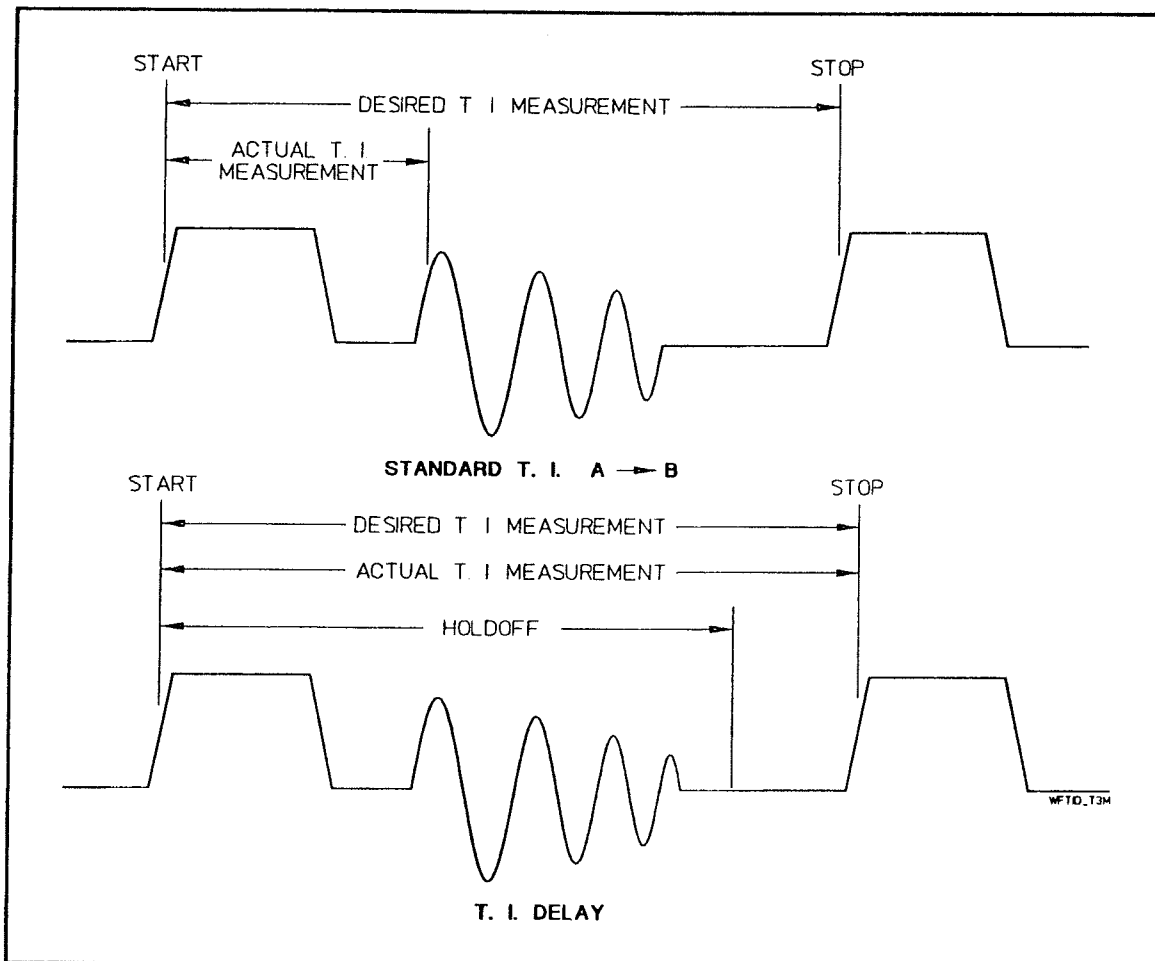 START
STOP
DESIRED T I MEASUREMENT
ACTUAL T. I
MEASUREMENT
STANDARD T. I. A → B
START
STOP
DESIRED T I MEASUREMENT
ACTUAL T. I MEASUREMENT
HOLDOFF
WFTID_T3M
T. I. DELAY